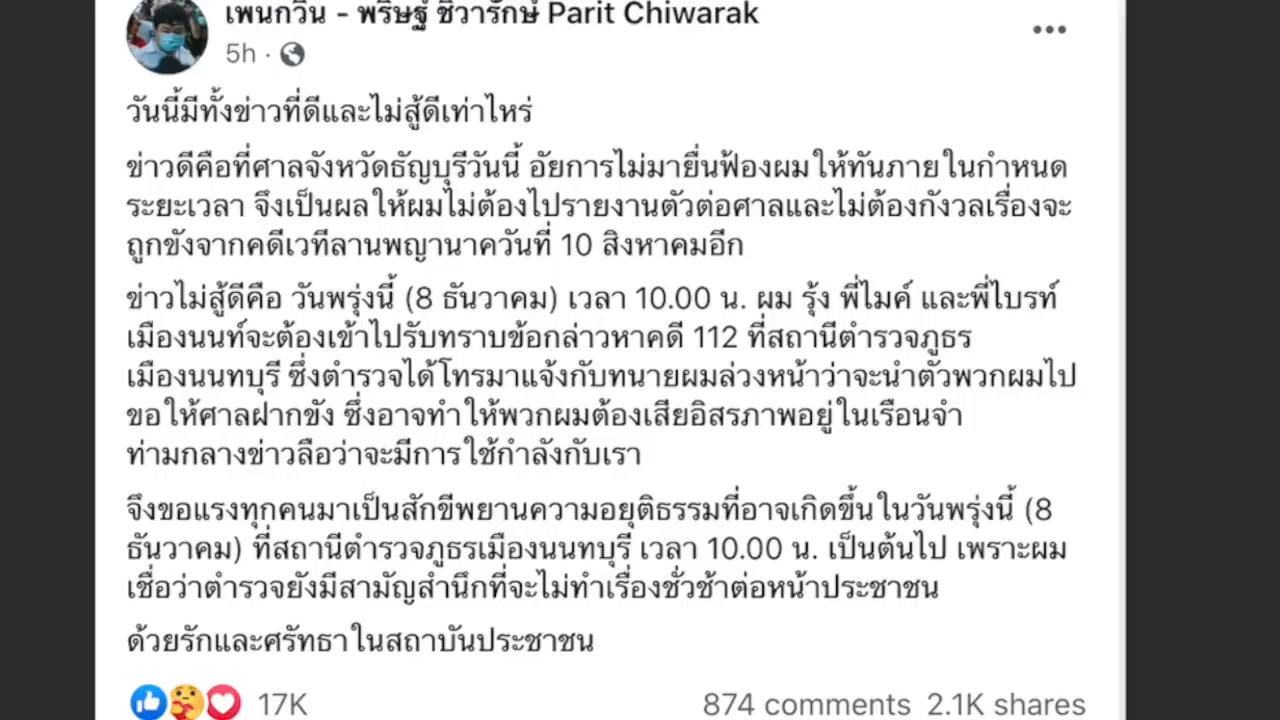 เพนกวิน - พริษฐ์ ชิวารักษ์ Parit Chiwarak
5h
วันนี้มีทั้งข่าวที่ดีและไม่สู้ดีเท่าไหร่
ข่าวดีคือที่ศาลจังหวัดธัญบุรีวันนี้ อัยการไม่มายื่นฟ้องผมให้ทันภายในกำหนด
ระยะเวลา จึงเป็นผลให้ผมไม่ต้องไปรายงานตัวต่อศาลและไม่ต้องกังวลเรื่องจะ
ถูกขังจากคดีเวทีลานพญานาควันที่ 10 สิงหาคมอีก
ข่าวไม่สู้ดีคือ วันพรุ่งนี้ (8 ธันวาคม) เวลา 10.00 น. ผม รุ้ง พี่ไมค์ และพี่ไบรท์
เมืองนนท์จะต้องเข้าไปรับทราบข้อกล่าวหาคดี 112 ที่สถานีตำรวจภูธร
เมืองนนทบุรี ซึ่งตำรวจได้โทรมาแจ้งกับทนายผมล่วงหน้าว่าจะนำตัวพวกผมไป
ขอให้ศาลฝากขัง ซึ่งอาจทำให้พวกผมต้องเสียอิสรภาพอยู่ในเรือนจำ
ท่ามกลางข่าวลือว่าจะมีการใช้กำลังกับเรา
จึงขอแรงทุกคนมาเป็นสักขีพยานความอยุติธรรมที่อาจเกิดขึ้นในวันพรุ่งนี้ (8
ธันวาคม) ที่สถานีตำรวจภูธรเมืองนนทบุรี เวลา 10.00 น. เป็นต้นไป เพราะผม
เชื่อว่าตำรวจยังมีสามัญสำนึกที่จะไม่ทำเรื่องชั่วช้าต่อหน้าประชาชน
ด้วยรักและศรัทธาในสถาบันประชาชน
17K 874 comments 2.1K shares